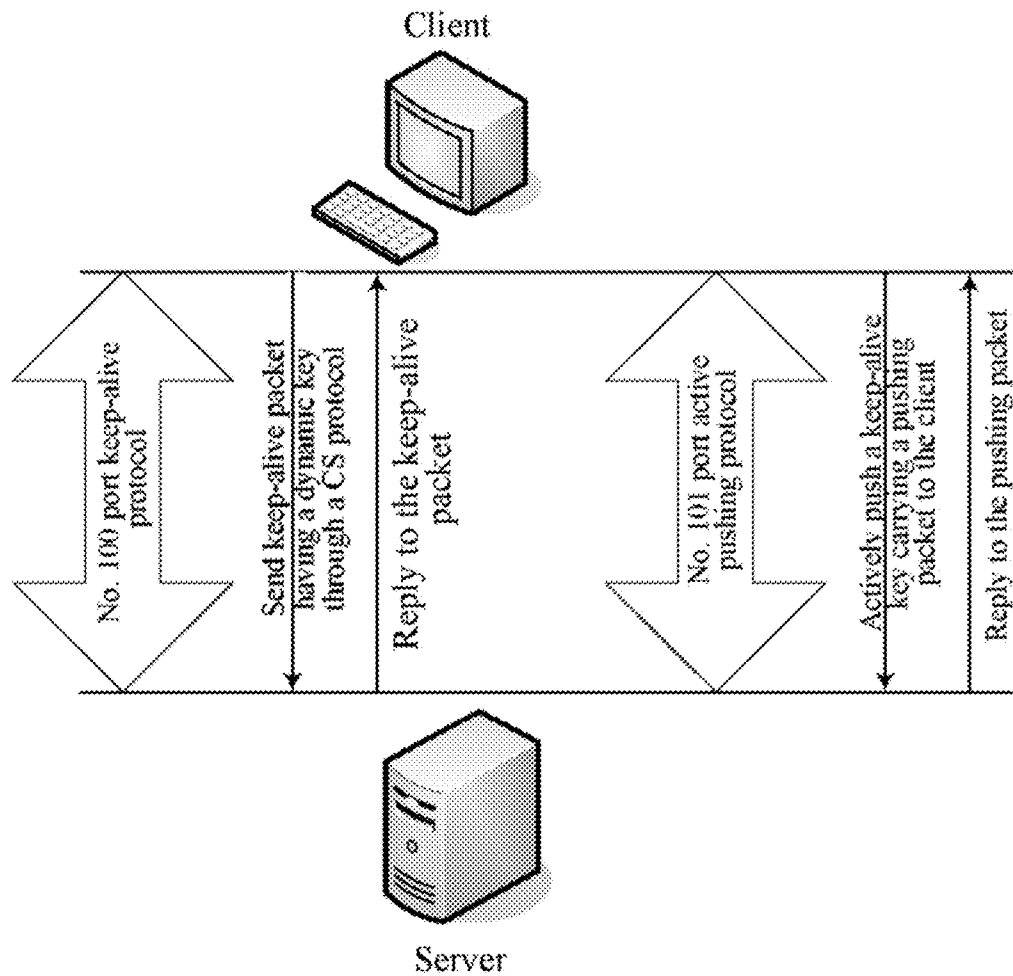 Client
No. 100 port keep-alive
protocol
Send keep-alive packet
having a dynamic key
through a CS protocol
Reply to the keep-alive
packet
No. 101 port active
pushing protocol
Actively push a keep-alive
key carrying a pushing
packet to the client
Reply to the pushing packet
Server